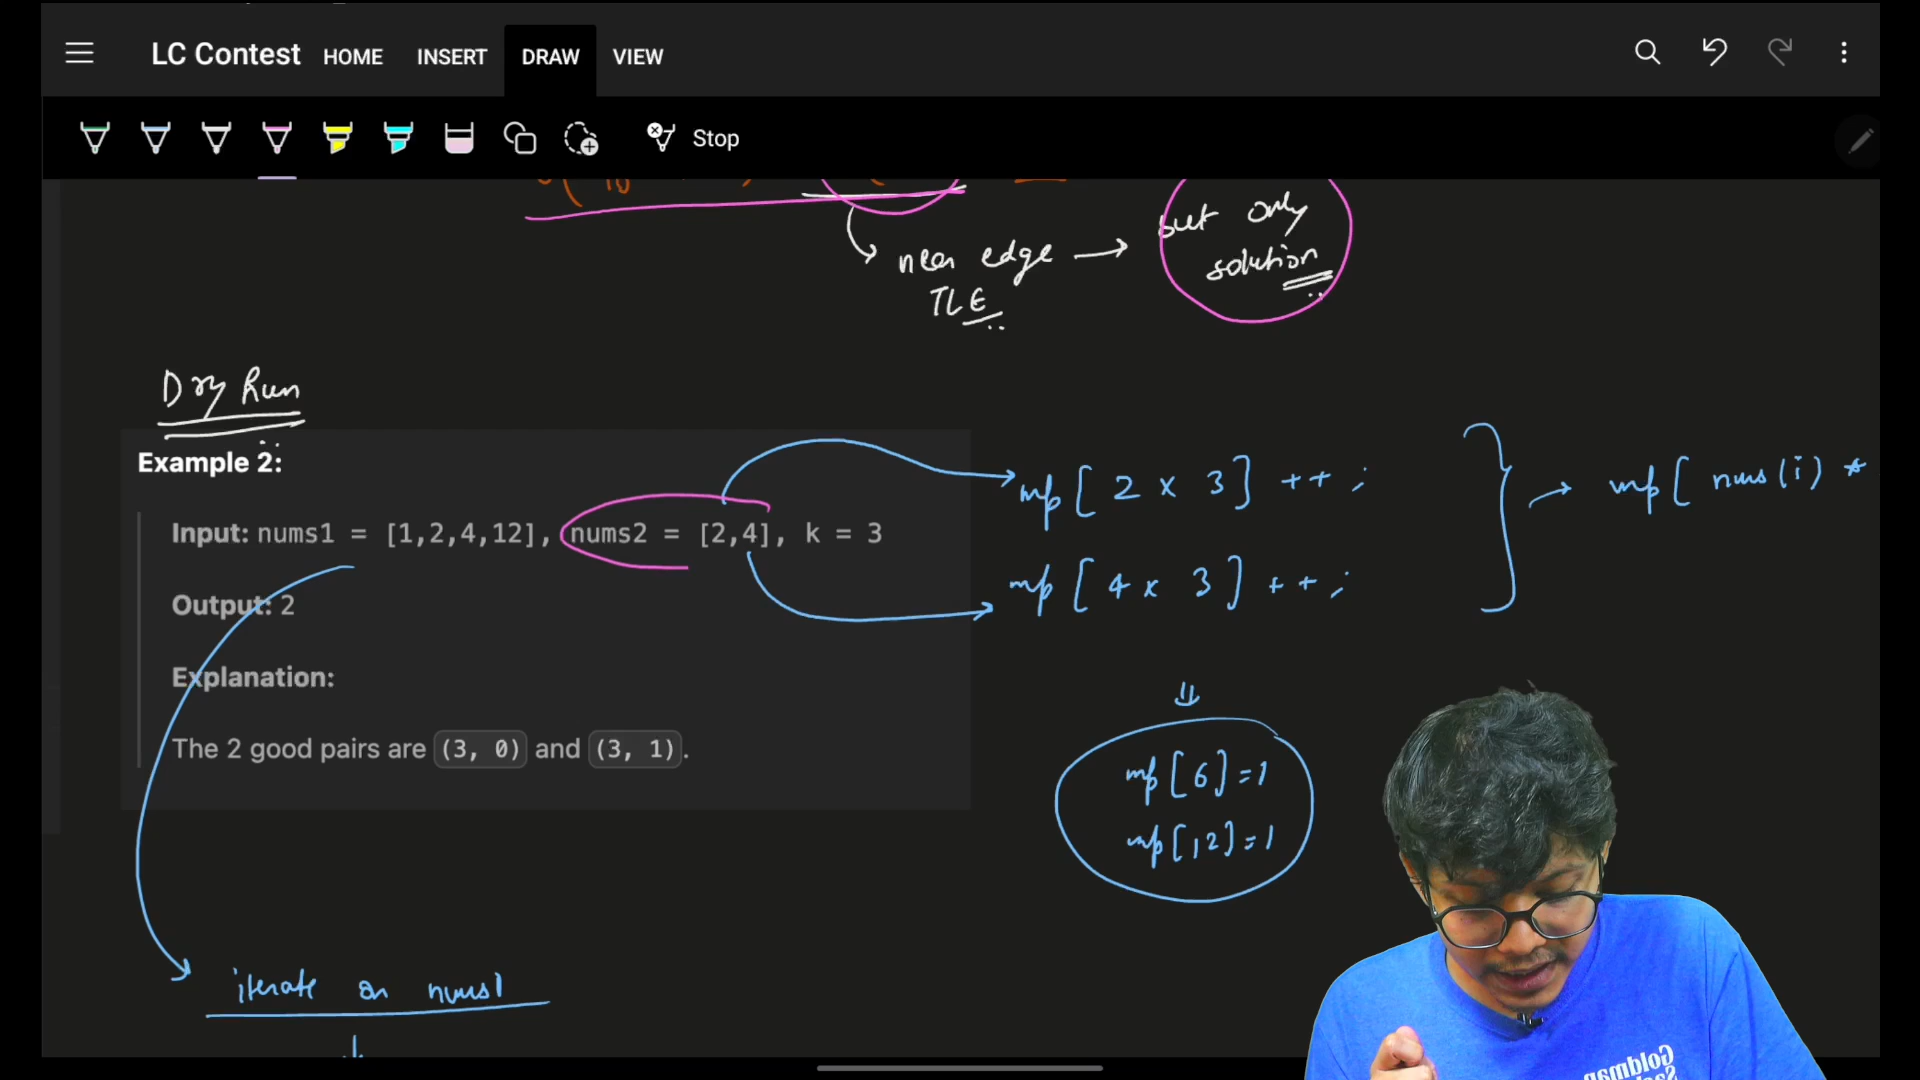 LC Contest HOME INSERT DRAW VIEW
Stop
but only
solution
near edge →
TLE
Dry Run
Example 2:
Input: nums1 = [1,2,4,12], nums2 = [2,4], k = 3
Output: 2
Explanation:
The 2 good pairs are (3, 0) and (3, 1).
mp[2 x 3]++;
mp[4 x 3]++;
→ mp[nums(i) *
⇓
mp[6]=1
mp[12]=1
iterate on nums1
Goldman